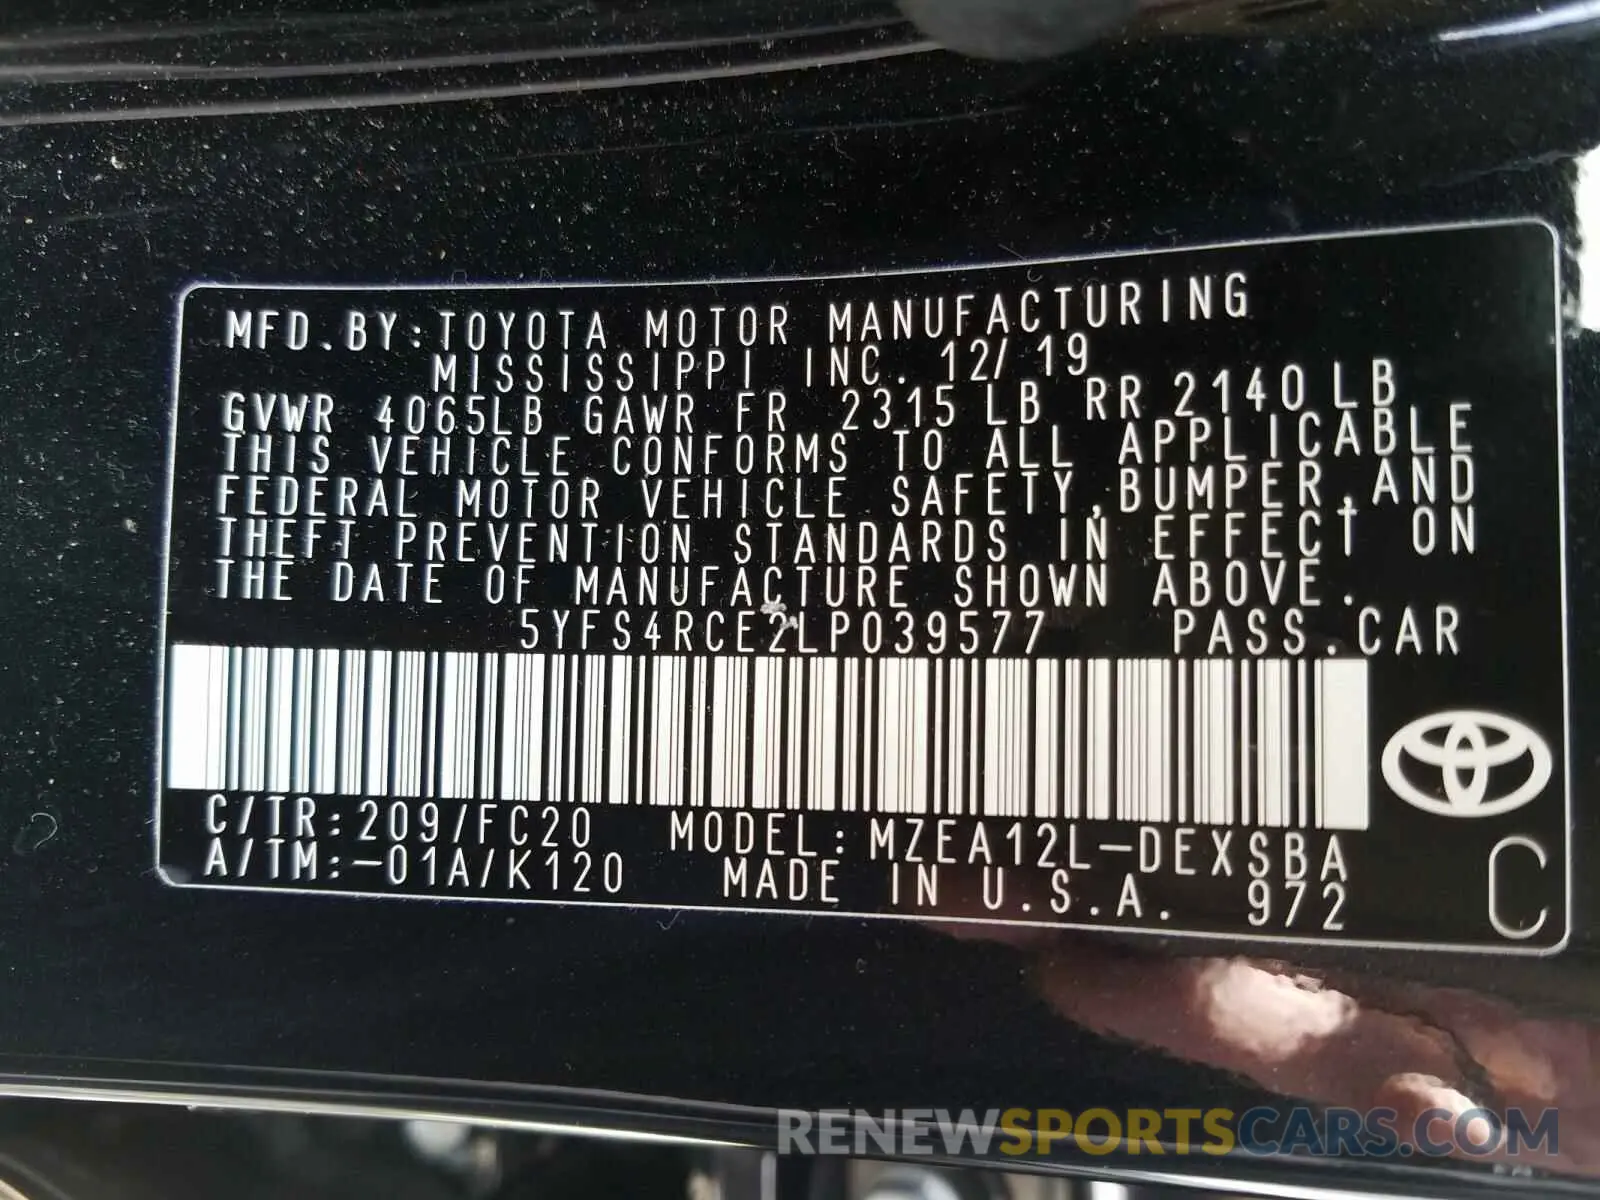 MFD.BY:TOYOTA MOTOR MANUFACTURING
MISSISSIPPI INC. 12/19
GVWR 4065LB GAWR FR 2315LB RR 2140LB
THIS VEHICLE CONFORMS TO ALL APPLICABLE
FEDERAL MOTOR VEHICLE SAFETY,BUMPER,AND
THEFT PREVENTION STANDARDS IN EFFECT ON
THE DATE OF MANUFACTURE SHOWN ABOVE.
5YFS4RCE2LP039577 PASS.CAR
C/TR:209/FC20 MODEL:MZEA12L-DEXSBA
A/TM:-01A/K120 MADE IN U.S.A. 972
C
RENEWSPORTSCARS.COM